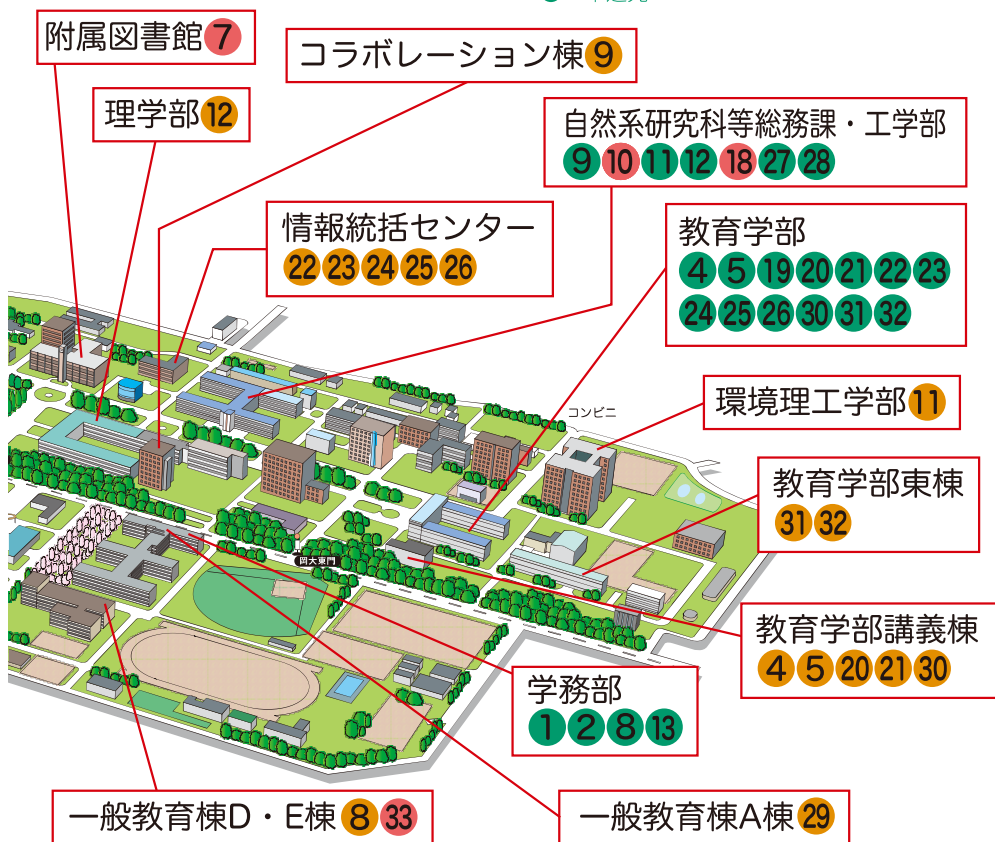 附属図書館7
コラボレーション棟9
理学部12
自然系研究科等総務課・工学部
9 10 11 12 18 27 28
情報統括センター
22 23 24 25 26
教育学部
4 5 19 20 21 22 23
24 25 26 30 31 32
コンビニ
環境理工学部11
教育学部東棟
31 32
岡大東門
教育学部講義棟
4 5 20 21 30
学務部
1 2 8 13
一般教育棟D・E棟 8 33
一般教育棟A棟29